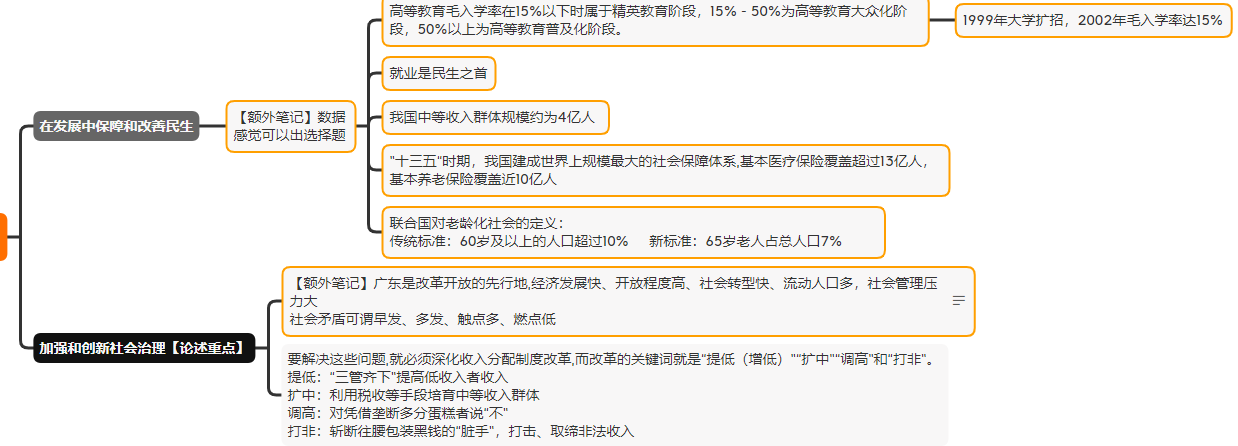 高等教育毛入学率在15%以下时属于精英教育阶段，15% - 50%为高等教育大众化阶
段，50%以上为高等教育普及化阶段。
1999年大学扩招，2002年毛入学率达15%
就业是民生之首
在发展中保障和改善民生
【额外笔记】数据
感觉可以出选择题
我国中等收入群体规模约为4亿人
"十三五"时期，我国建成世界上规模最大的社会保障体系,基本医疗保险覆盖超过13亿人，
基本养老保险覆盖近10亿人
联合国对老龄化社会的定义：
传统标准：60岁及以上的人口超过10%  新标准：65岁老人占总人口7%
【额外笔记】广东是改革开放的先行地,经济发展快、开放程度高、社会转型快、流动人口多，社会管理压
力大
社会矛盾可谓早发、多发、触点多、燃点低
加强和创新社会治理【论述重点】
要解决这些问题,就必须深化收入分配制度改革,而改革的关键词就是"提低（增低）""扩中""调高"和"打非"。
提低："三管齐下"提高低收入者收入
扩中：利用税收等手段培育中等收入群体
调高：对凭借垄断多分蛋糕者说"不"
打非：斩断往腰包装黑钱的"脏手"，打击、取缔非法收入